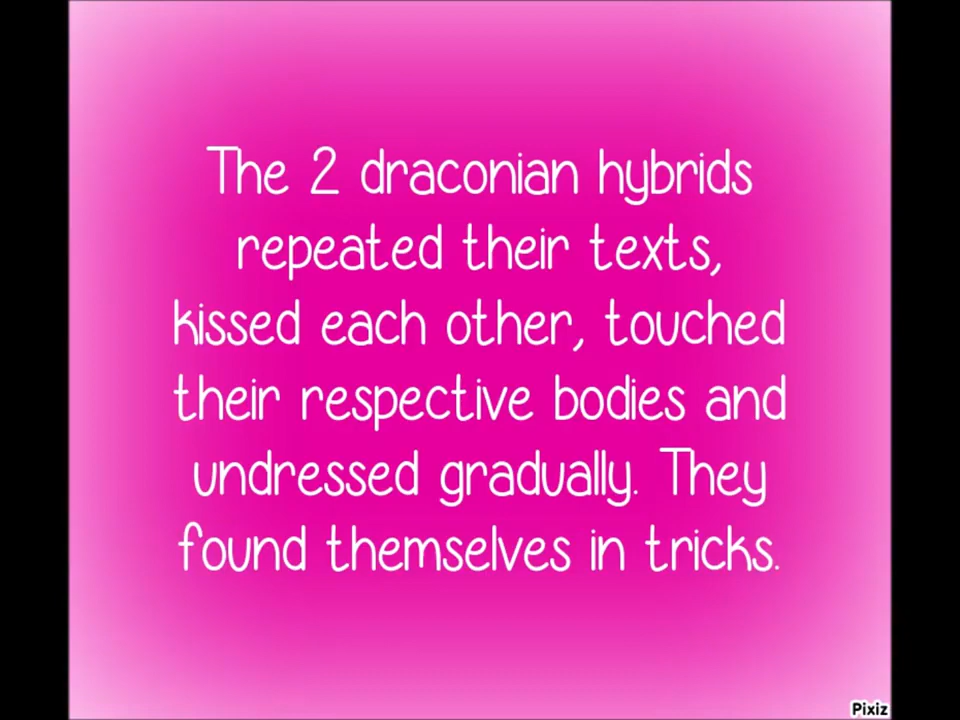 The 2 draconian hybrids
repeated their texts,
kissed each other, touched
their respective bodies and
undressed gradually. They
found themselves in tricks.
Pixiz